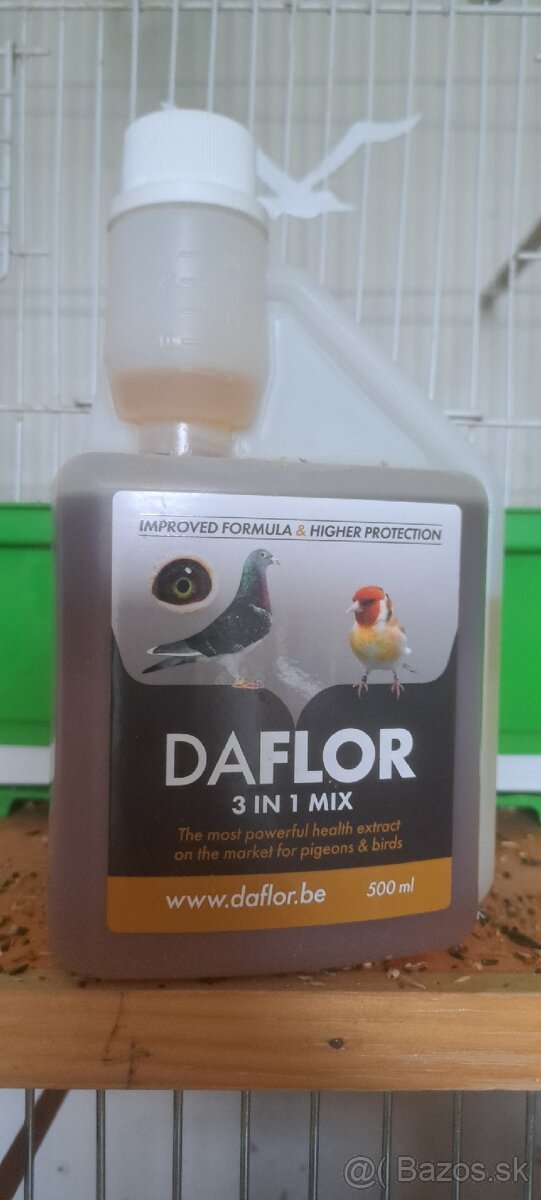 IMPROVED FORMULA & HIGHER PROTECTION
DAFLOR
3 IN 1 MIX
The most powerful health extract
on the market for pigeons & birds
www.daflor.be 500 ml
@( Bazos.sk